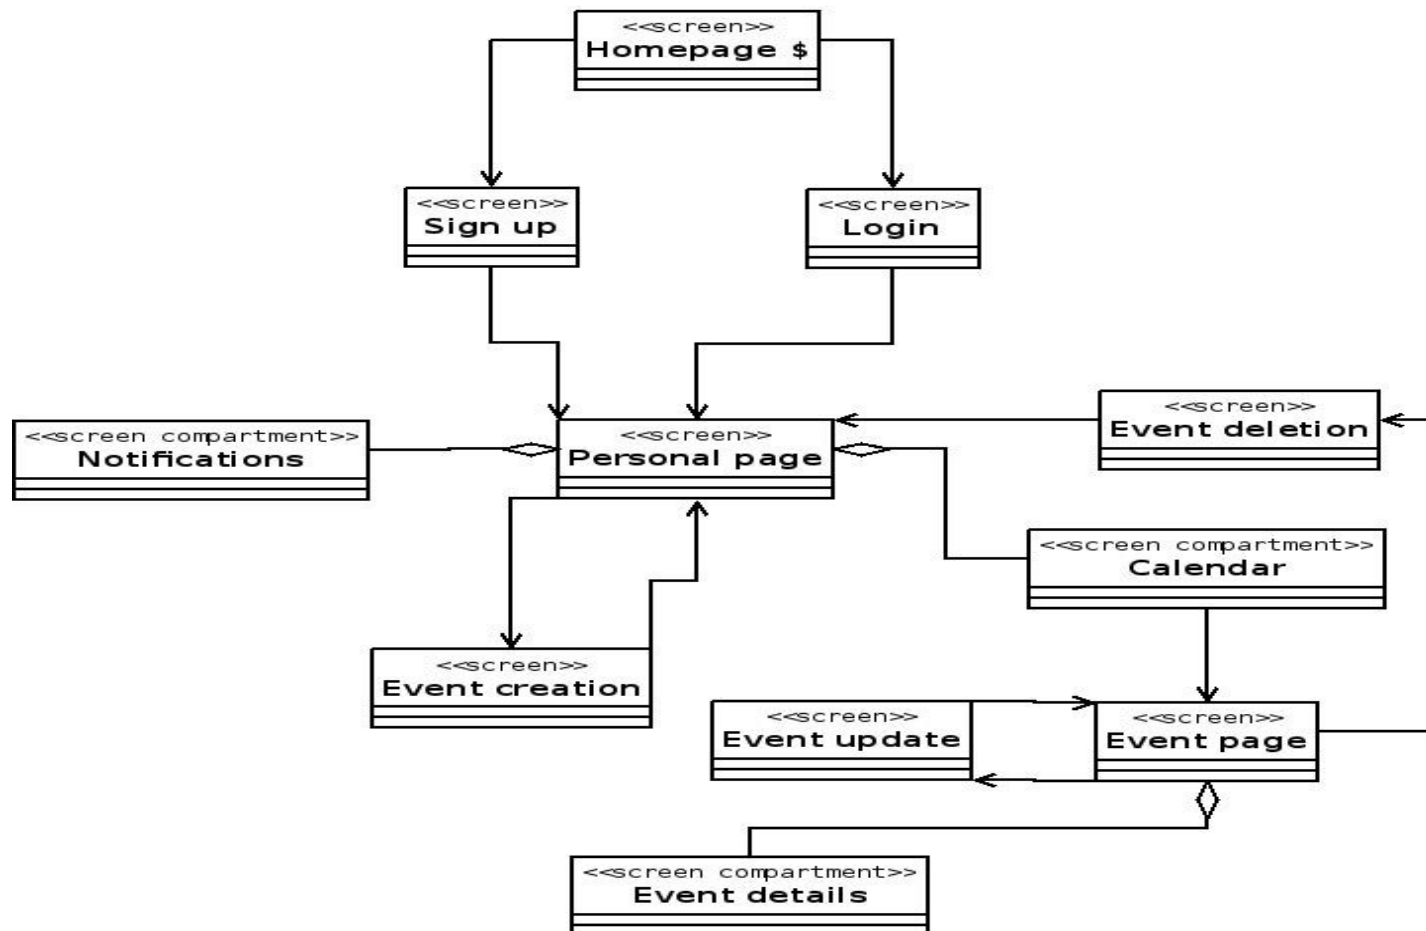 <<screen>>
Homepage $
<<screen>>
Sign up
<<screen>>
Login
<<screen compartment>>
Notifications
<<screen>>
Personal page
<<screen>>
Event deletion
<<screen compartment>>
Calendar
<<screen>>
Event creation
<<screen>>
Event update
<<screen>>
Event page
<<screen compartment>>
Event details